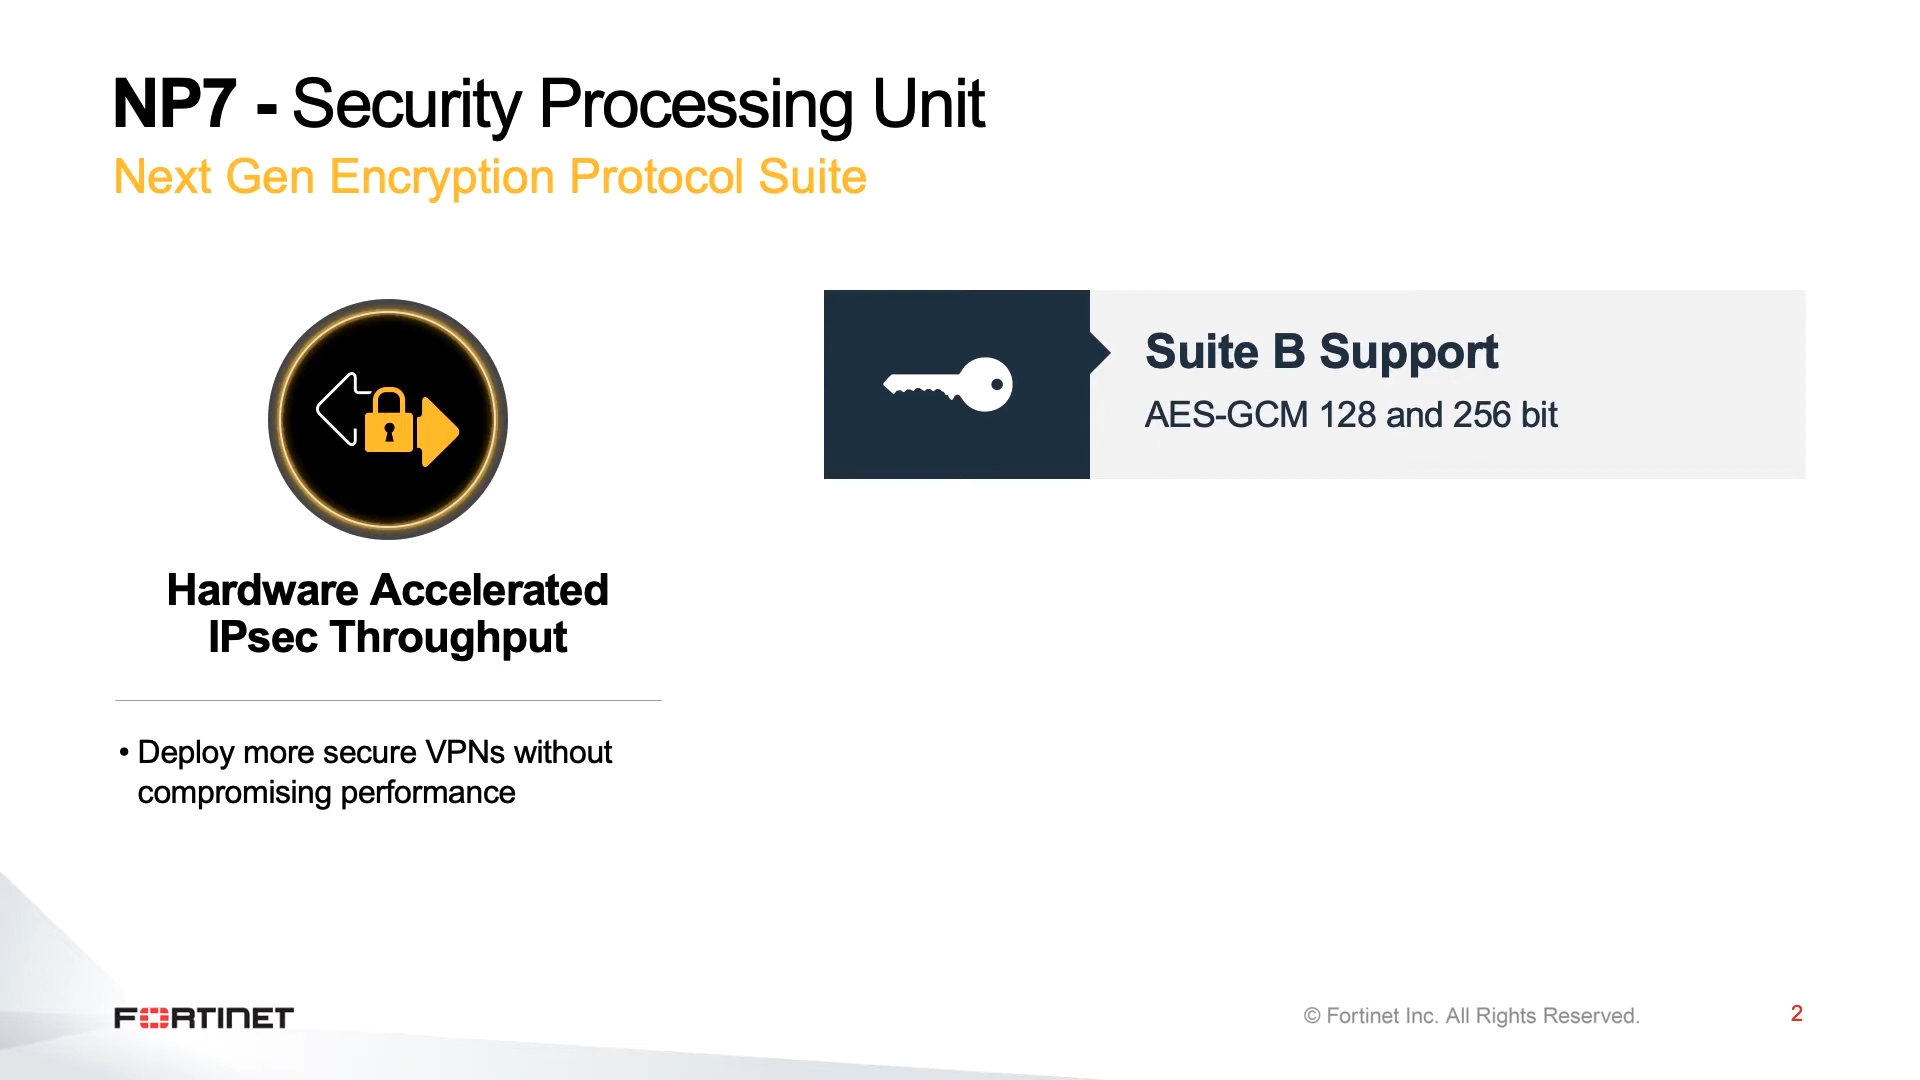 NP7 - Security Processing Unit
Next Gen Encryption Protocol Suite
Hardware Accelerated
IPsec Throughput
• Deploy more secure VPNs without
compromising performance
Suite B Support
AES-GCM 128 and 256 bit
FORTINET
© Fortinet Inc. All Rights Reserved.
2